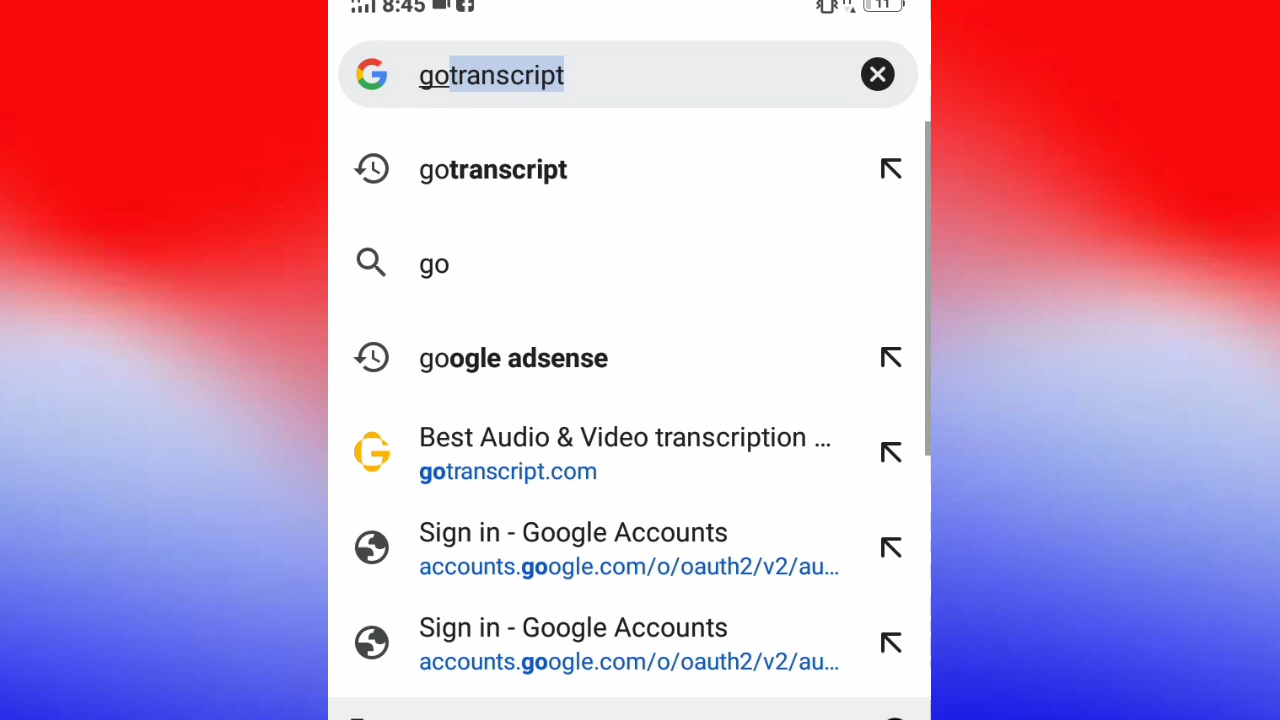 8:45
11
gotranscript
gotranscript
go
google adsense
Best Audio & Video transcription ...
gotranscript.com
Sign in - Google Accounts
accounts.google.com/o/oauth2/v2/au...
Sign in - Google Accounts
accounts.google.com/o/oauth2/v2/au...